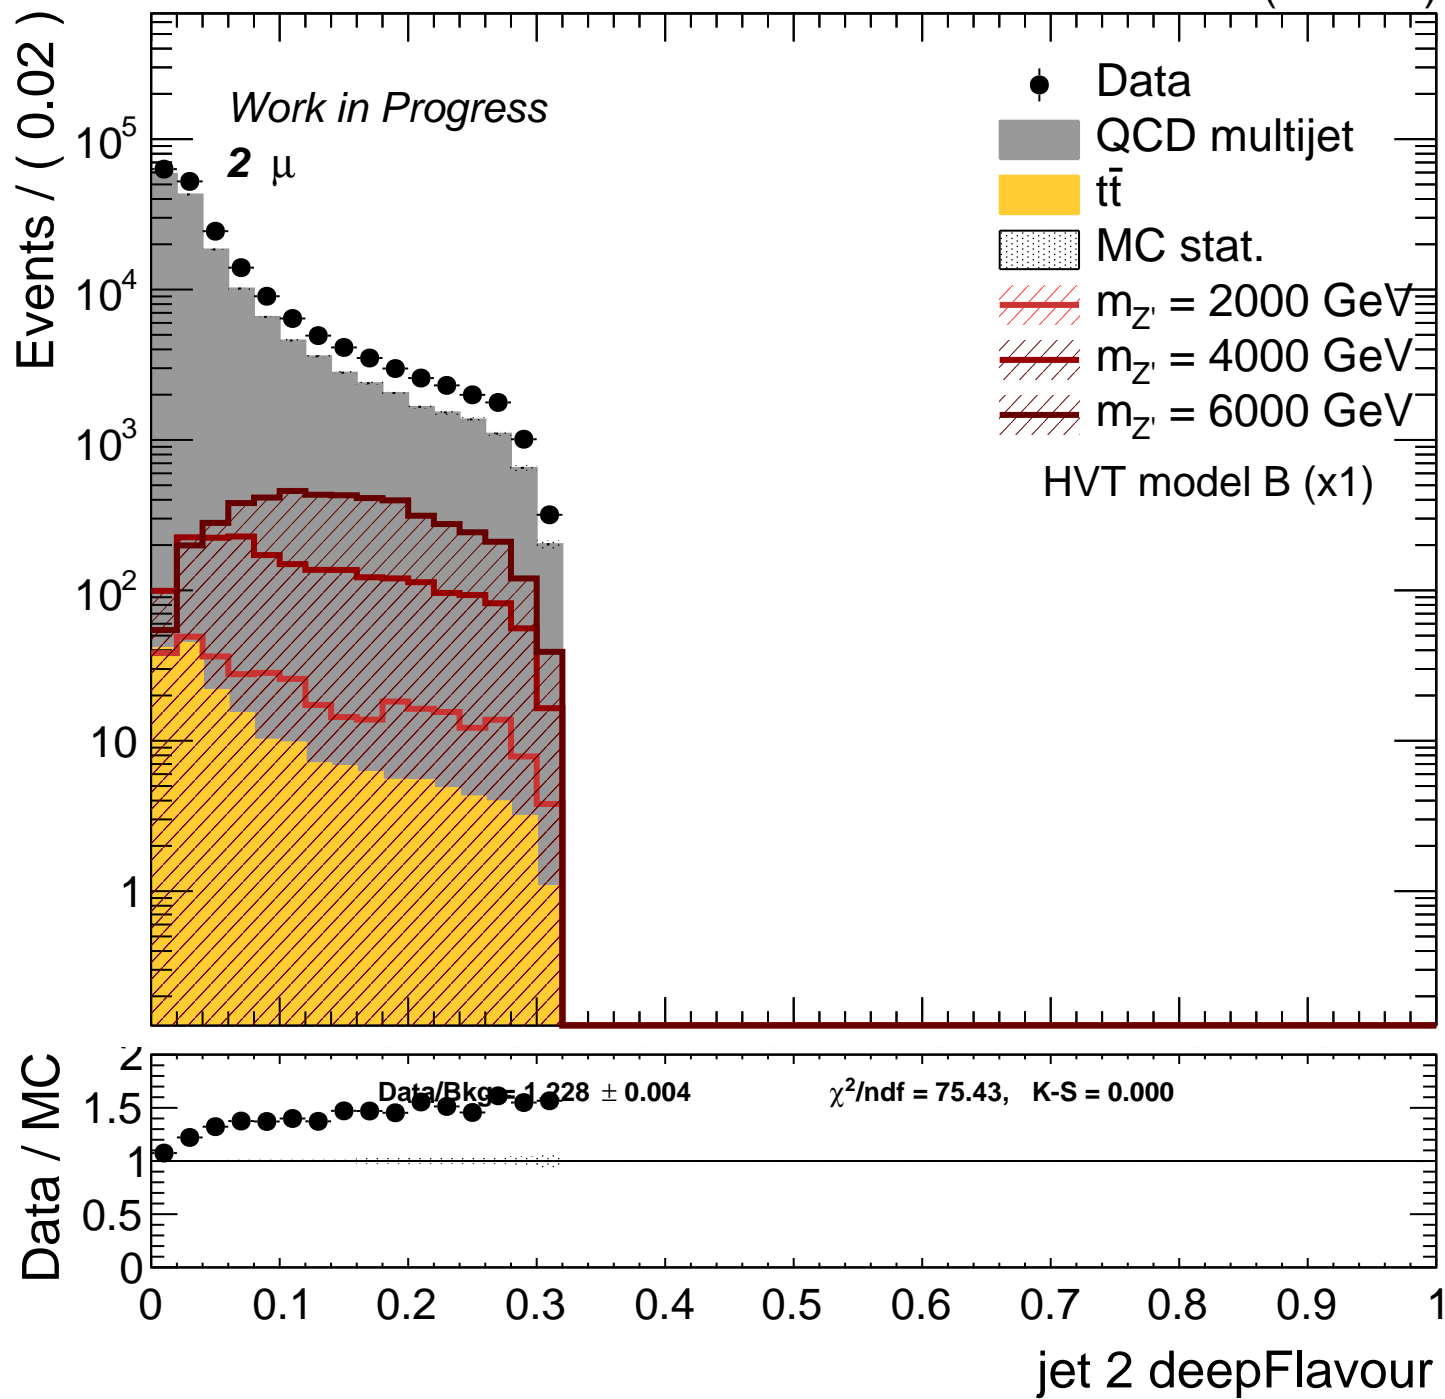 Work in Progress
2 μ
Data
QCD multijet
tt̄
MC stat.
m_Z' = 2000 GeV
m_Z' = 4000 GeV
m_Z' = 6000 GeV
HVT model B (x1)
Events / ( 0.02 )
10^5
10^4
10^3
10^2
10
1
Data / MC
2
1.5
1
0.5
0
Data/Bkg = 1.228 ± 0.004
χ²/ndf = 75.43, K-S = 0.000
0 0.1 0.2 0.3 0.4 0.5 0.6 0.7 0.8 0.9 1
jet 2 deepFlavour